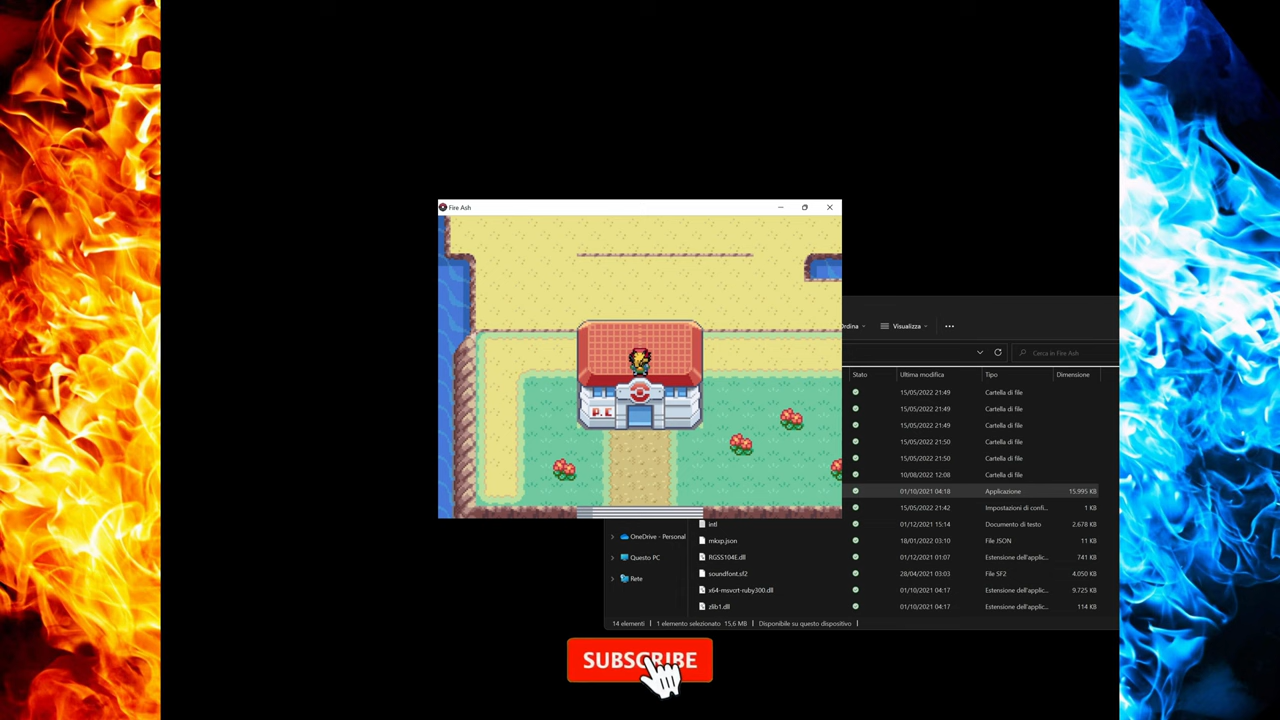 Fire Ash
P.C
Ordina
Visualizza
Cerca in Fire Ash
Stato Ultima modifica Tipo Dimensione
15/05/2022 21:49 Cartella di file
15/05/2022 21:49 Cartella di file
15/05/2022 21:49 Cartella di file
15/05/2022 21:50 Cartella di file
15/05/2022 21:50 Cartella di file
10/08/2022 12:08 Cartella di file
01/10/2021 04:18 Applicazione 15.995 KB
15/05/2022 21:42 Impostazioni di confi... 1 KB
intl 01/12/2021 15:14 Documento di testo 2.678 KB
OneDrive - Personal
mkxp.json 18/01/2022 03:10 File JSON 41 KB
Questo PC
RGSS104E.dll 01/12/2021 01:07 Estensione dell'applic... 777 KB
Rete
soundfont.sf2 28/04/2021 03:03 File SF2 4.050 KB
x64-msvcrt-ruby300.dll 01/10/2021 04:17 Estensione dell'applic... 9.725 KB
zlib1.dll 01/10/2021 04:17 Estensione dell'applic... 114 KB
14 elementi 1 elemento selezionato 15,6 MB Disponibile su questo dispositivo
SUBSCRIBE